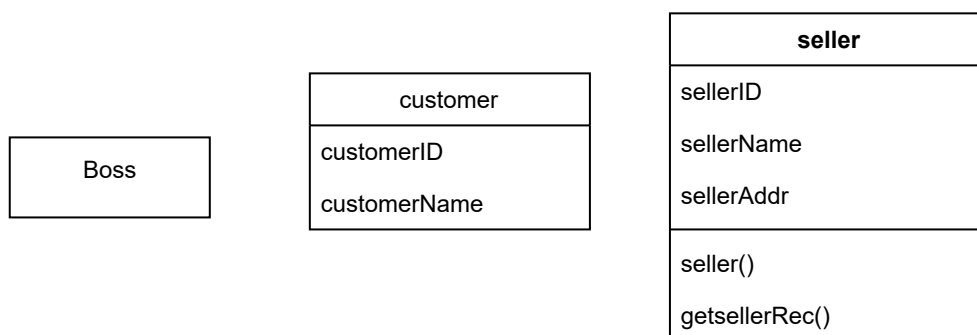 Boss
customer
customerID
customerName
seller
sellerID
sellerName
sellerAddr
seller()
getsellerRec()